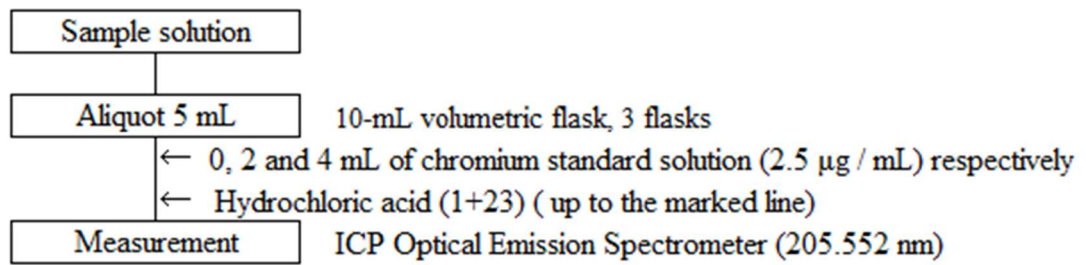 Sample solution
Aliquot 5 mL 10-mL volumetric flask, 3 flasks
← 0, 2 and 4 mL of chromium standard solution (2.5 µg / mL) respectively
← Hydrochloric acid (1+23) ( up to the marked line)
Measurement ICP Optical Emission Spectrometer (205.552 nm)